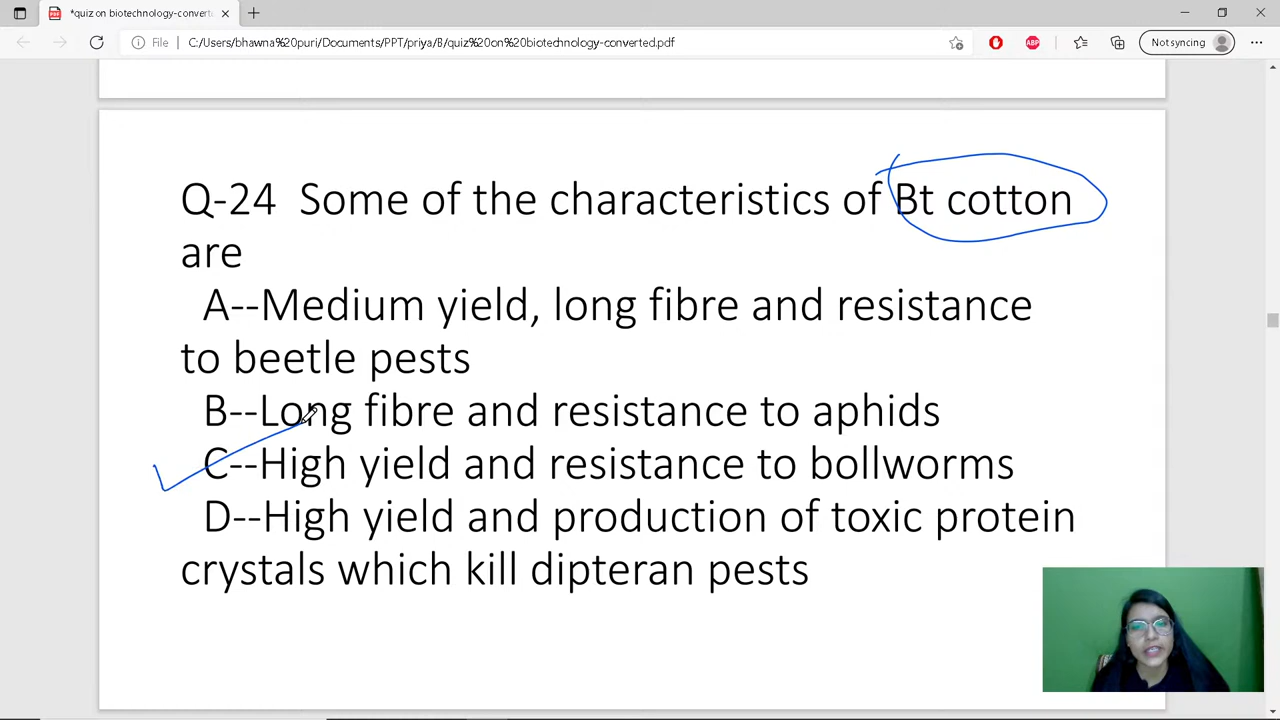 *quiz on biotechnology-convert
File
C:/Users/bhawna%20puri/Documents/PPT/priya/B/quiz%20on%20biotechnology-converted.pdf
ABP
Not syncing
Q-24 Some of the characteristics of Bt cotton
are
A--Medium yield, long fibre and resistance
to beetle pests
B--Long fibre and resistance to aphids
C--High yield and resistance to bollworms
D--High yield and production of toxic protein
crystals which kill dipteran pests